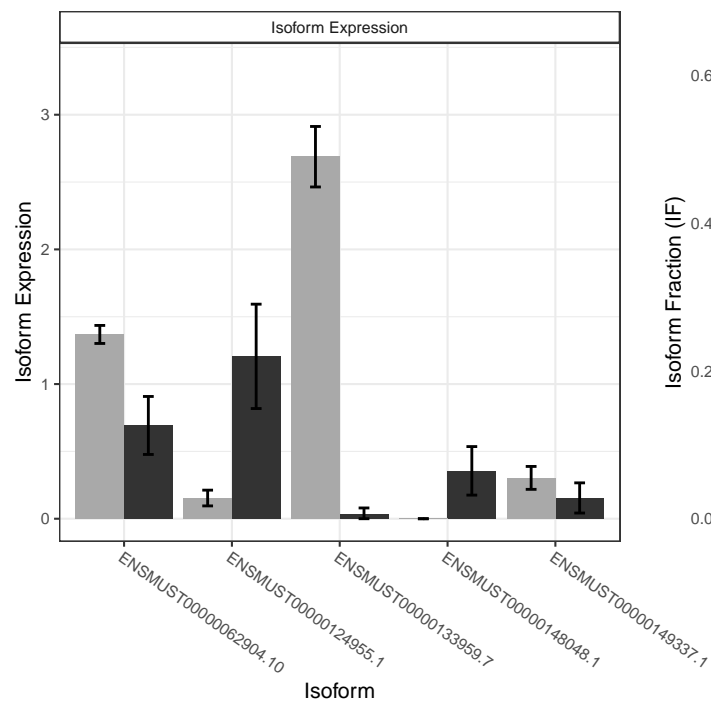 Isoform Expression
Isoform Expression
3
2
1
0
ENSMUST00000062904.10
ENSMUST00000124955.1
ENSMUST00000133959.7
ENSMUST00000148048.1
ENSMUST00000149337.1
Isoform
Isoform Fraction (IF)
0.6
0.4
0.2
0.0